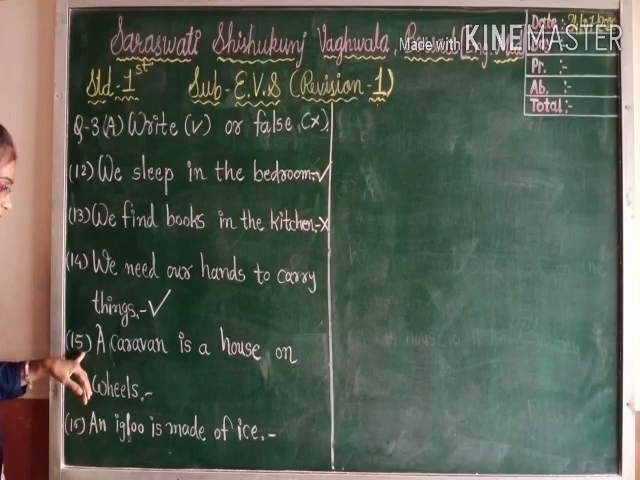 Saraswati Shishukunj Vaghwala,
Made with KINEMASTER
Date:-
Pr. :-
Ab. :-
Total:-
Std-1st Sub-E.V.S (Revision-1)
Q-3(A) Write (✓) or false (x).
(12) We sleep in the bedroom.-✓
(13) We find books in the kitchen.-x
(14) We need our hands to carry
things.-✓
(15) A caravan is a house on
wheels.-
(16) An igloo is made of ice.-